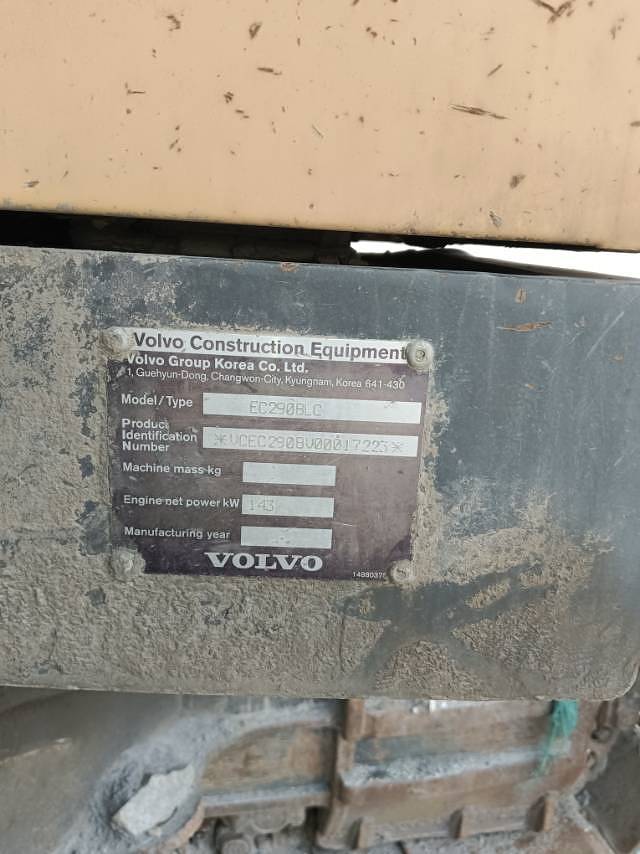 Volvo Construction Equipment
Volvo Group Korea Co. Ltd.
1, Guehyun-Dong, Changwon-City, Kyungnam, Korea 641-430
Model/Type EC290BLC
Product Identification Number *VCEC290BV00017223*
Machine mass kg
Engine net power kW 143
Manufacturing year
VOLVO